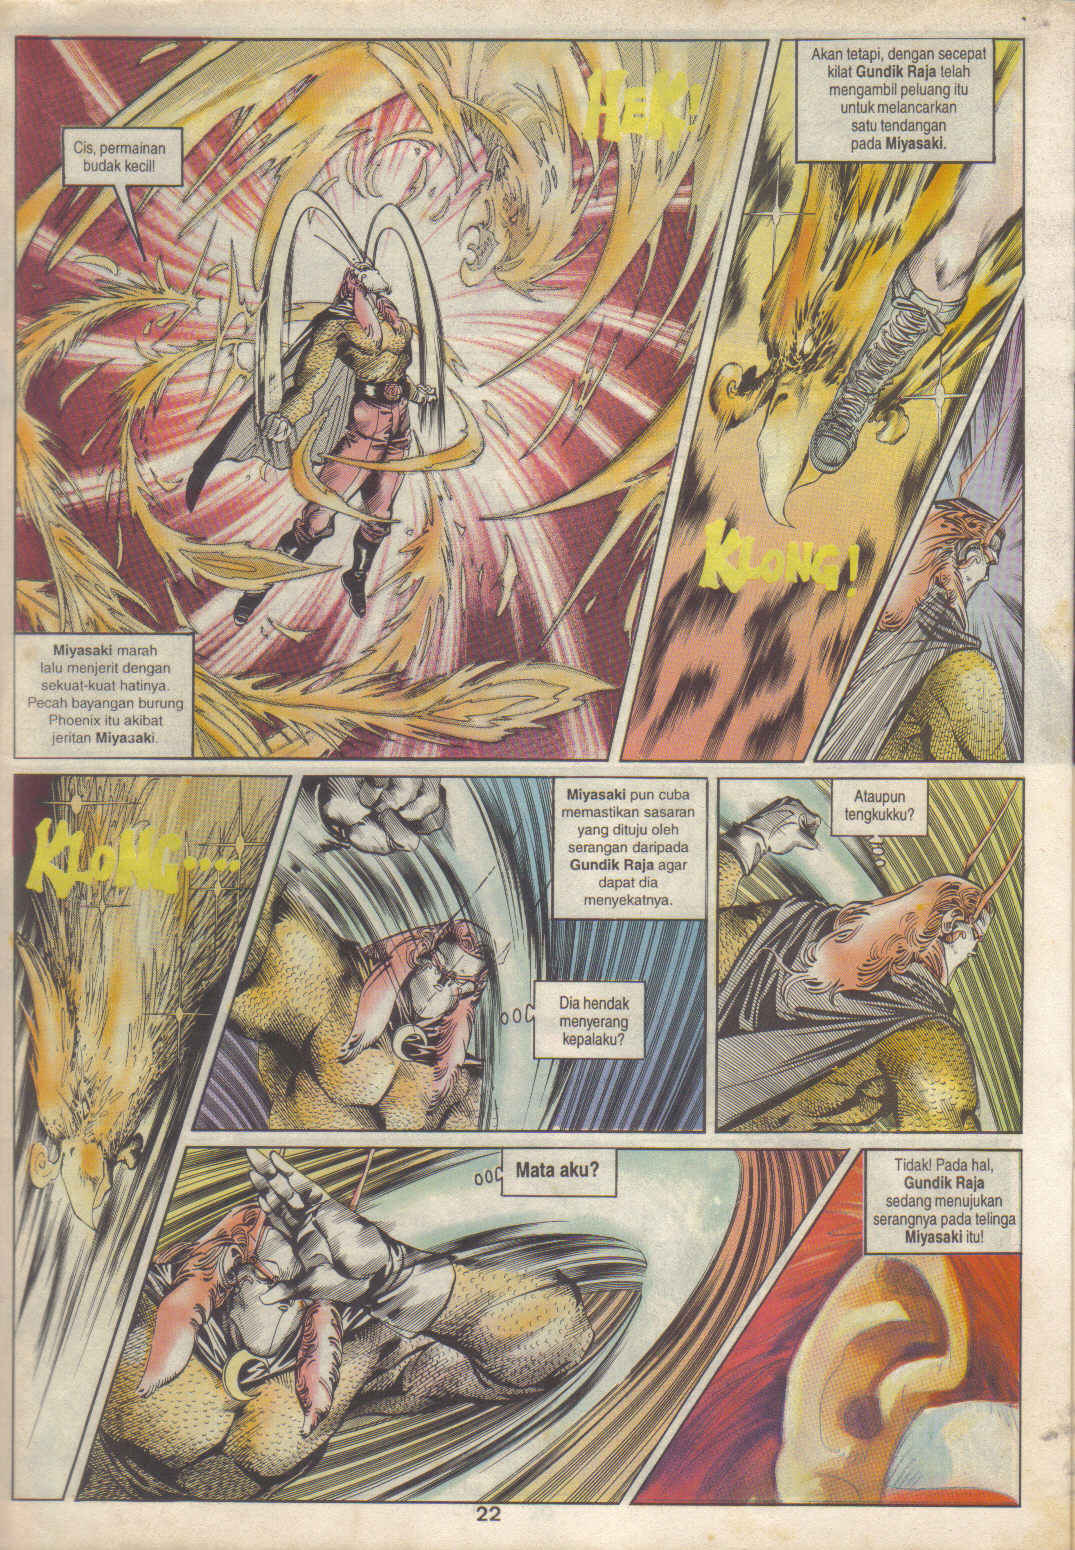 Cis, permainan
budak kecil!
HEK!
Miyasaki marah
lalu menjerit dengan
sekuat-kuat hatinya.
Pecah bayangan burung
Phoenix itu akibat
jeritan Miyasaki.
Akan tetapi, dengan secepat
kilat Gundik Raja telah
mengambil peluang itu
untuk melancarkan
satu tendangan
pada Miyasaki.
KLONG!
KLONG.....
Miyasaki pun cuba
memastikan sasaran
yang dituju oleh
serangan daripada
Gundik Raja agar
dapat dia
menyekatnya.
Dia hendak
menyerang
kepalaku?
Ataupun
tengkukku?
Mata aku?
Tidak! Pada hal,
Gundik Raja
sedang menujukan
serangnya pada telinga
Miyasaki itu!
22